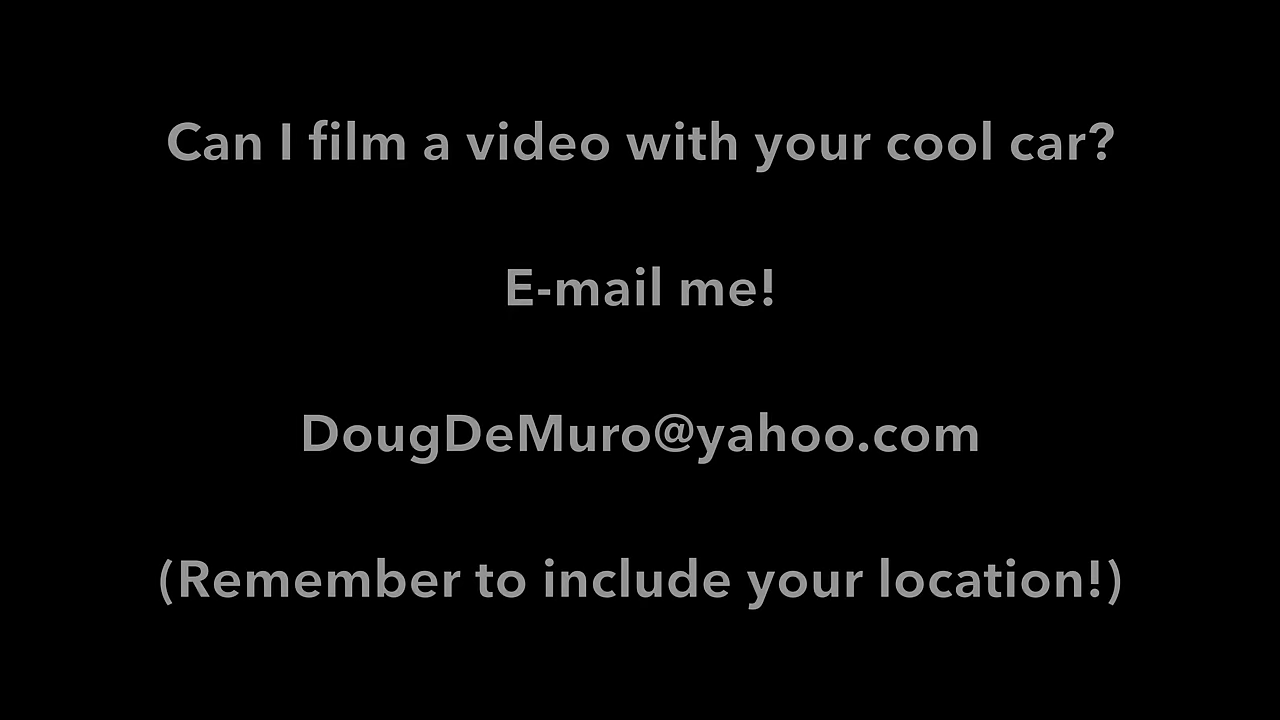 Can I film a video with your cool car?
E-mail me!
DougDeMuro@yahoo.com
(Remember to include your location!)